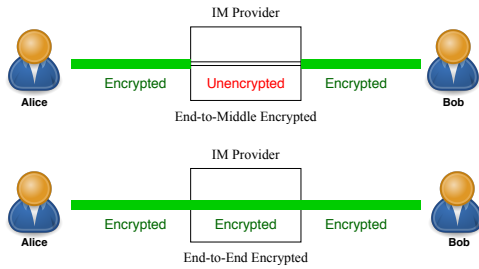 IM Provider
Encrypted Unencrypted Encrypted
Alice Bob
End-to-Middle Encrypted
IM Provider
Encrypted Encrypted Encrypted
Alice Bob
End-to-End Encrypted